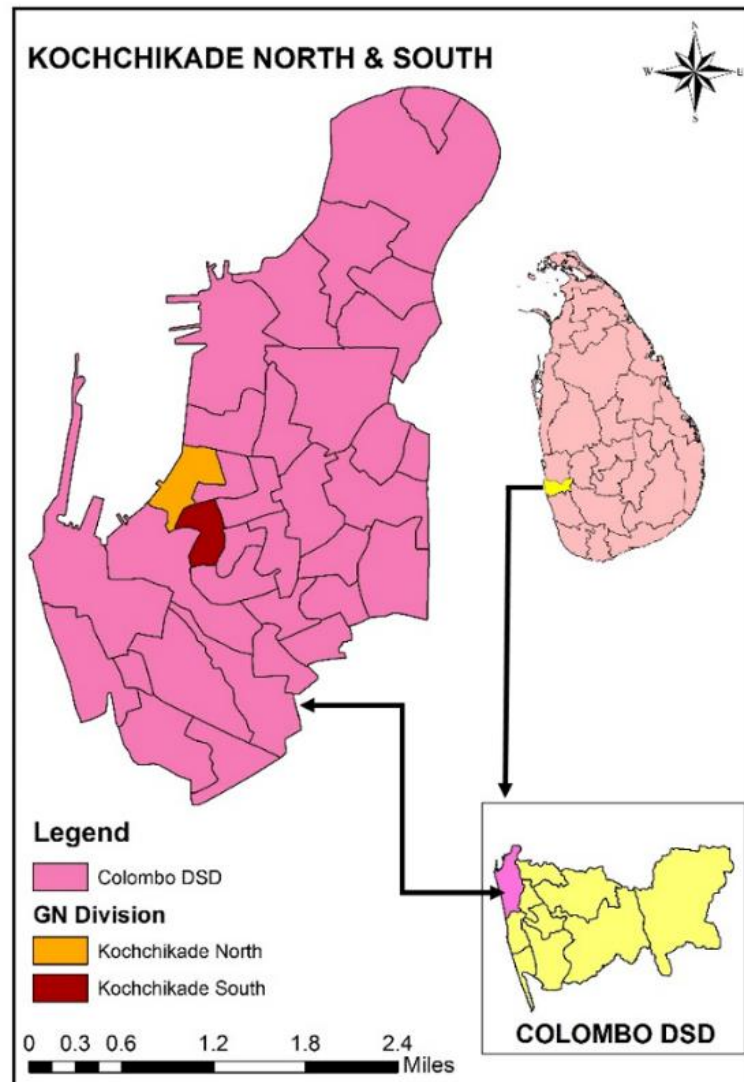 KOCHCHIKADE NORTH & SOUTH
N
W
E
S
Legend
Colombo DSD
GN Division
Kochchikade North
Kochchikade South
0 0.3 0.6 1.2 1.8 2.4
Miles
COLOMBO DSD